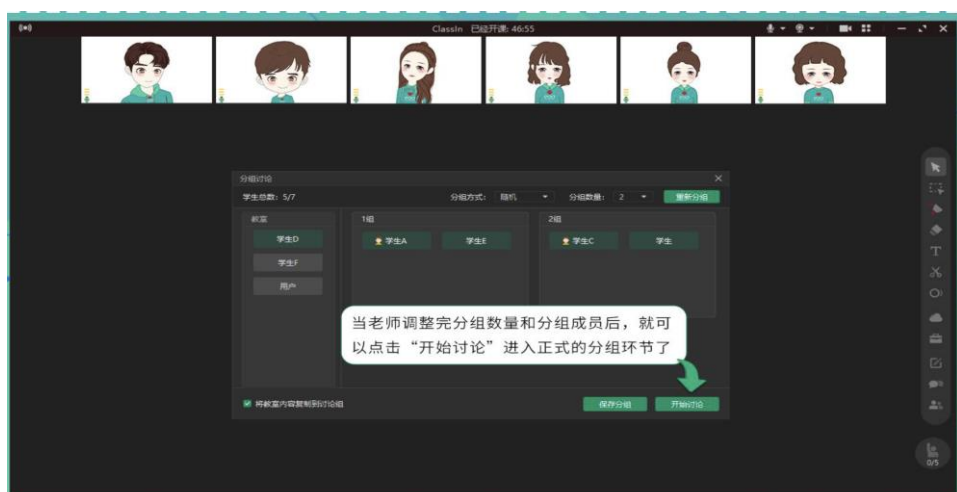 ClassIn 已经开课: 46:55
分组讨论
学生总数: 5/7 分组方式: 随机 分组数量: 2 重新分组
教室 1组 2组
学生D 学生A 学生E 学生C 学生
学生F
用户
当老师调整完分组数量和分组成员后，就可
以点击“开始讨论”进入正式的分组环节了
将教室内容复制到讨论组 保存分组 开始讨论
0/5